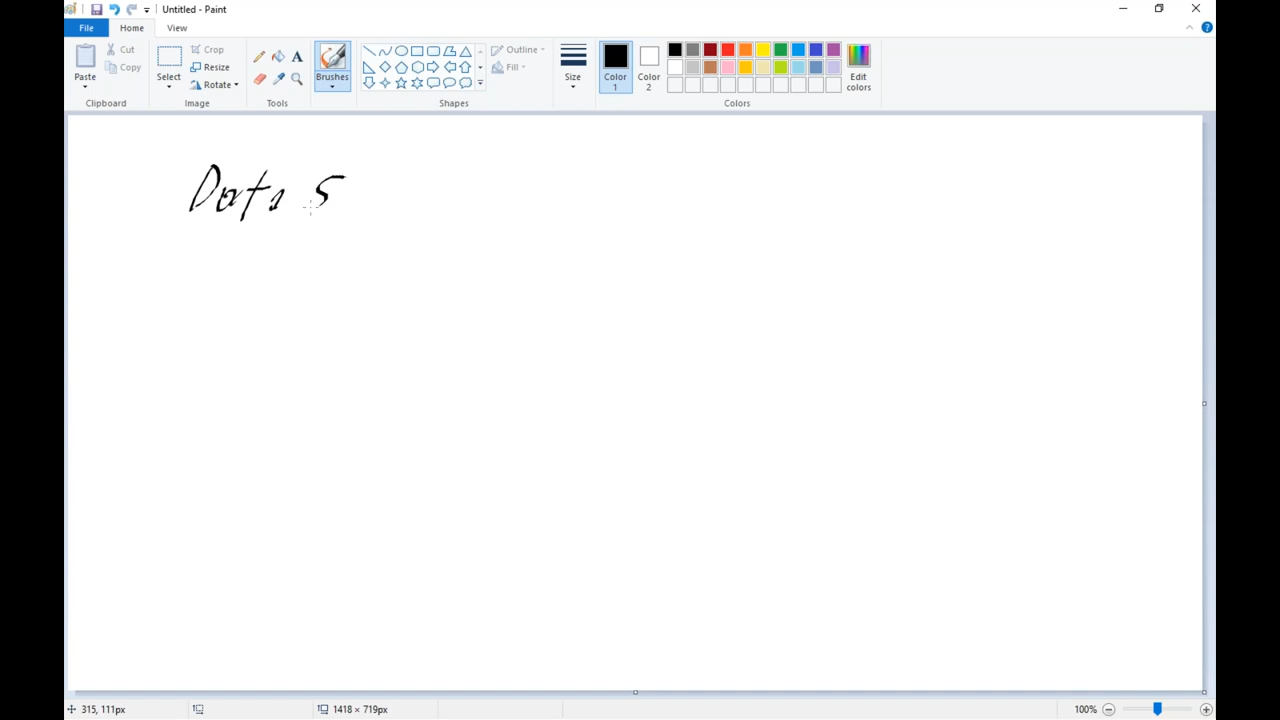 Untitled - Paint
File Home View
Paste Cut Copy Clipboard
Select Crop Resize Rotate Image
Tools
Brushes
Shapes Outline Fill
Size
Color 1 Color 2 Edit colors Colors
Data S
315, 111px 1418 × 719px 100%